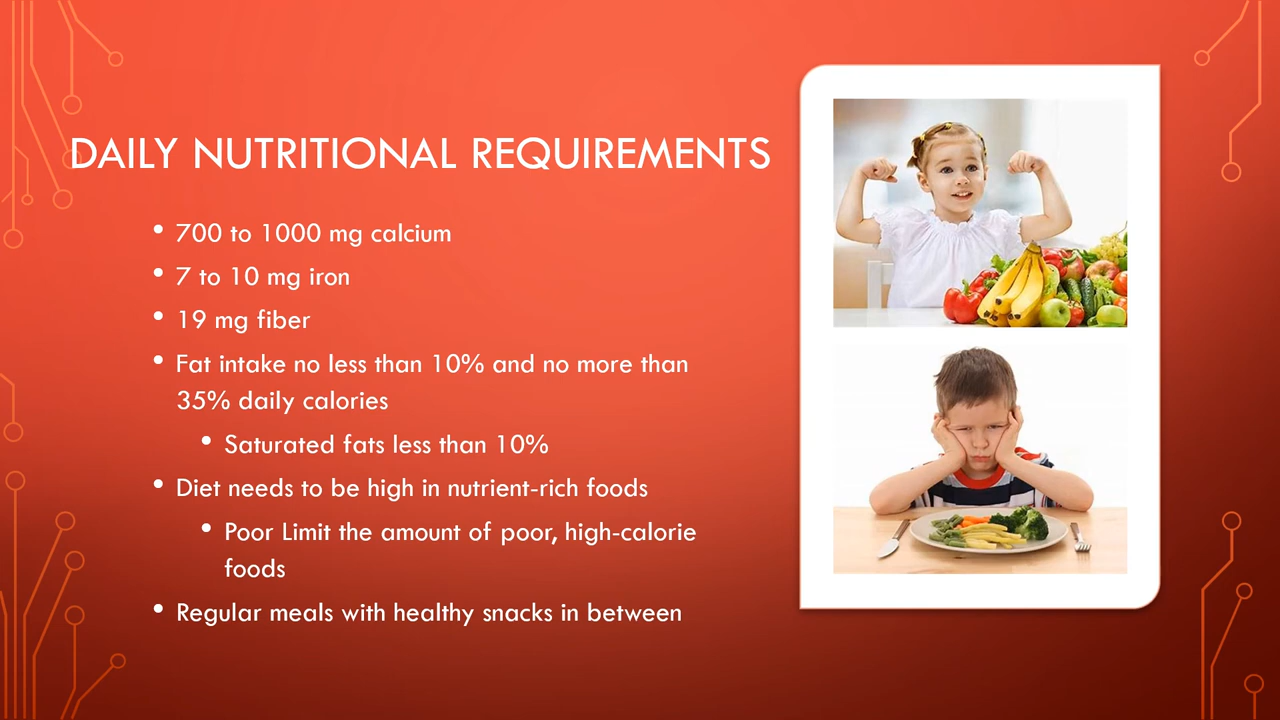 DAILY NUTRITIONAL REQUIREMENTS
• 700 to 1000 mg calcium
• 7 to 10 mg iron
• 19 mg fiber
• Fat intake no less than 10% and no more than
35% daily calories
• Saturated fats less than 10%
• Diet needs to be high in nutrient-rich foods
• Poor Limit the amount of poor, high-calorie
foods
• Regular meals with healthy snacks in between